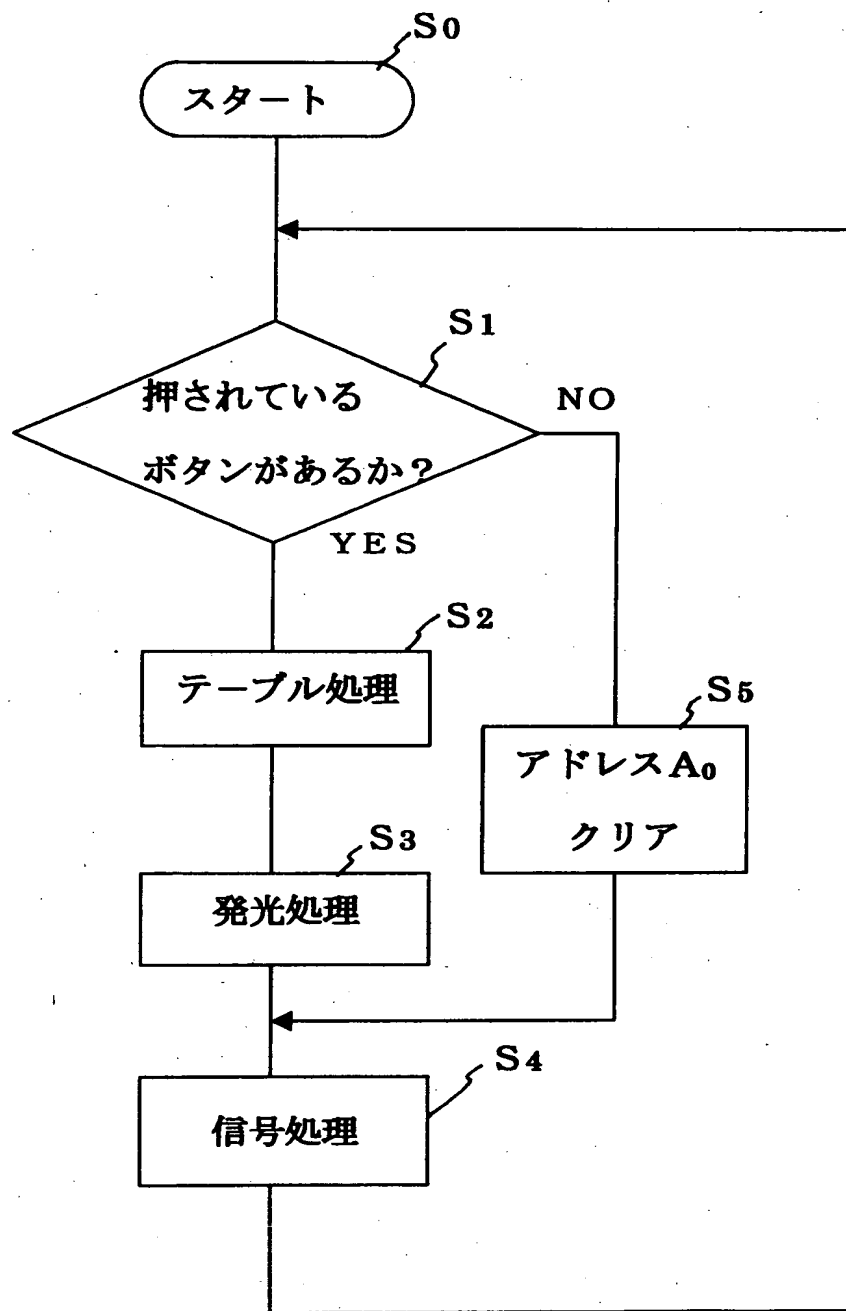 S0
スタート
S1
押されている
ボタンがあるか？
NO
YES
S2
テーブル処理
S5
アドレスA₀
クリア
S3
発光処理
S4
信号処理